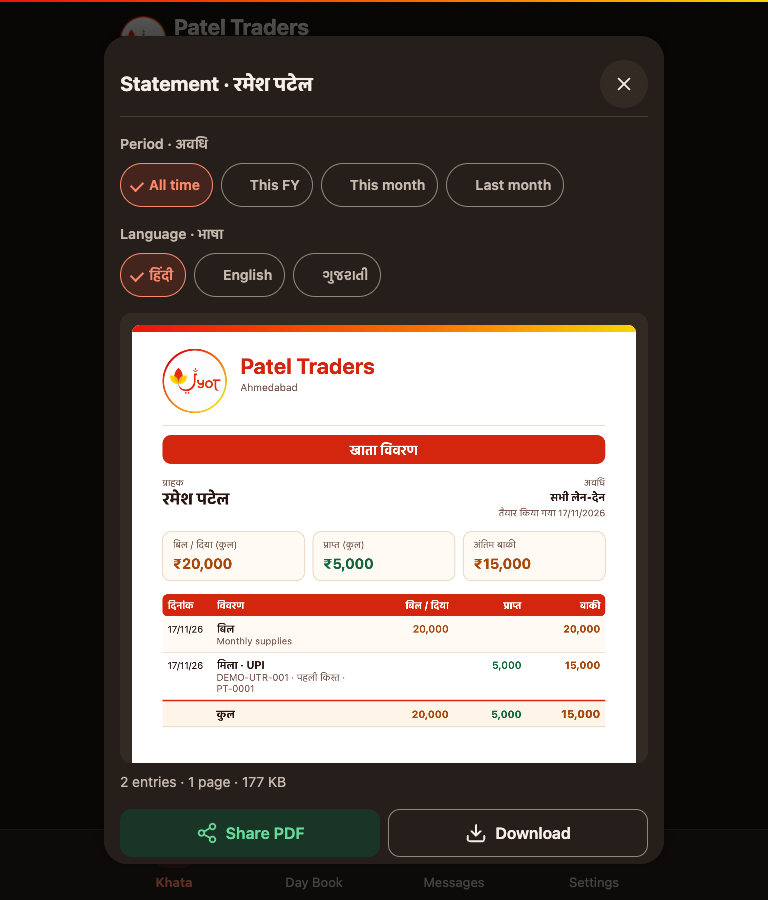 Patel Traders
Statement · रमेश पटेल
Period · अवधि
All time This FY This month Last month
Language · भाषा
हिंदी English ગુજરાતી
Jyot
Patel Traders
Ahmedabad
खाता विवरण
ग्राहक अवधि
रमेश पटेल सभी लेन-देन
तैयार किया गया 17/11/2026
बिल / दिया (कुल) प्राप्त (कुल) अंतिम बाकी
₹20,000 ₹5,000 ₹15,000
दिनांक विवरण बिल / दिया प्राप्त बाकी
17/11/26 बिल 20,000 20,000
Monthly supplies
17/11/26 मिला · UPI 5,000 15,000
DEMO-UTR-001 · पहली किस्त ·
PT-0001
कुल 20,000 5,000 15,000
2 entries · 1 page · 177 KB
Share PDF Download
Khata Day Book Messages Settings